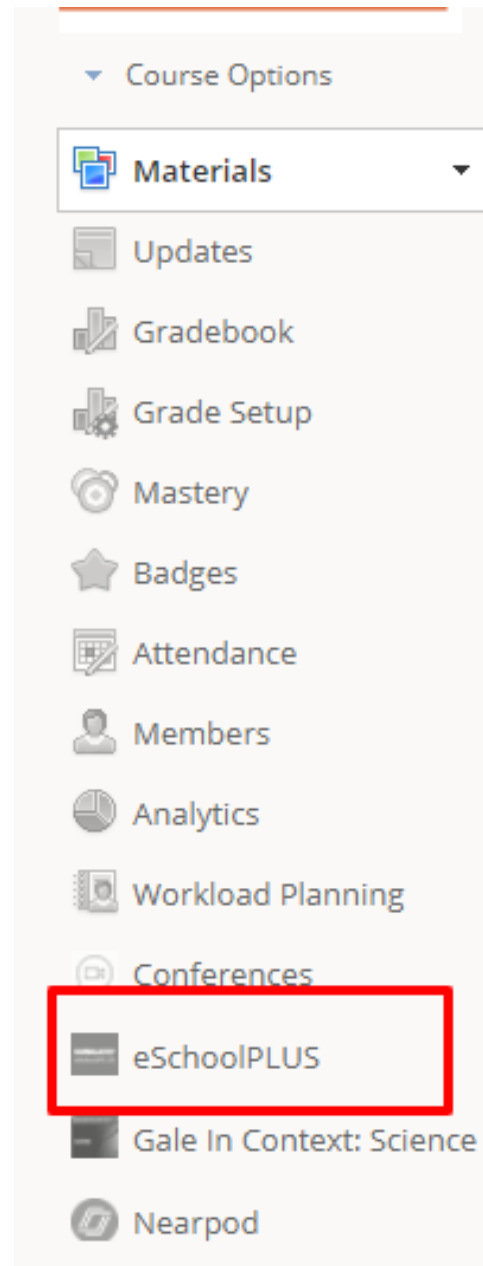 Course Options
Materials
Updates
Gradebook
Grade Setup
Mastery
Badges
Attendance
Members
Analytics
Workload Planning
Conferences
eSchoolPLUS
Gale In Context: Science
Nearpod